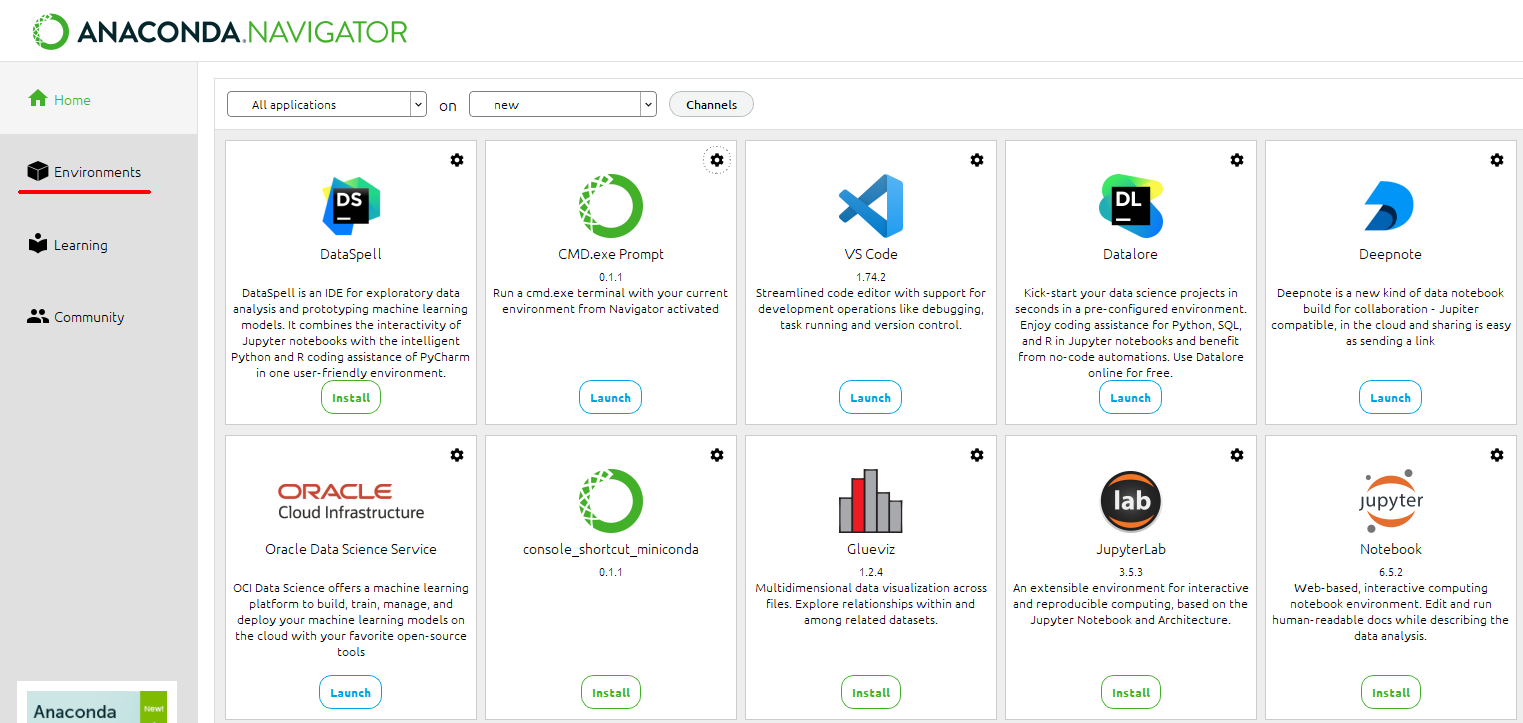 ANACONDA.NAVIGATOR
Home
Environments
Learning
Community
All applications
on
new
Channels
DS
DataSpell
DataSpell is an IDE for exploratory data
analysis and prototyping machine learning
models. It combines the interactivity of
Jupyter notebooks with the intelligent
Python and R coding assistance of PyCharm
in one user-friendly environment.
Install
CMD.exe Prompt
0.1.1
Run a cmd.exe terminal with your current
environment from Navigator activated
Launch
VS Code
1.74.2
Streamlined code editor with support for
development operations like debugging,
task running and version control.
Launch
DL
Datalore
Kick-start your data science projects in
seconds in a pre-configured environment.
Enjoy coding assistance for Python, SQL,
and R in Jupyter notebooks and benefit
from no-code automations. Use Datalore
online for free.
Launch
Deepnote
Deepnote is a new kind of data notebook
build for collaboration - Jupiter
compatible, in the cloud and sharing is easy
as sending a link
Launch
ORACLE
Cloud Infrastructure
Oracle Data Science Service
OCI Data Science offers a machine learning
platform to build, train, manage, and
deploy your machine learning models on
the cloud with your favorite open-source
tools
Launch
console_shortcut_miniconda
0.1.1
Install
Glueviz
1.2.4
Multidimensional data visualization across
files. Explore relationships within and
among related datasets.
Install
lab
JupyterLab
3.5.3
An extensible environment for interactive
and reproducible computing, based on the
Jupyter Notebook and Architecture.
Install
jupyter
Notebook
6.5.2
Web-based, interactive computing
notebook environment. Edit and run
human-readable docs while describing the
data analysis.
Install
Anaconda
New!